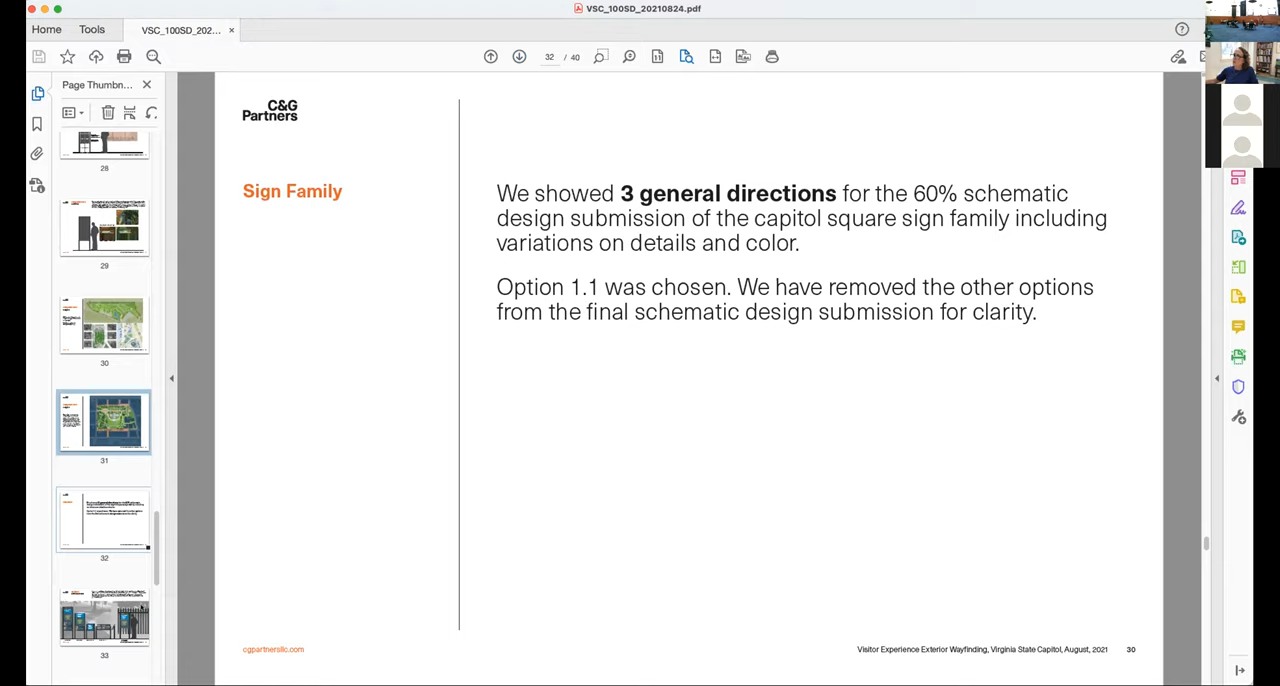 VSC_100SD_20210824.pdf
Home Tools VSC_100SD_202... ×
32 / 40
Page Thumbn...
28
29
30
31
32
33
C&G
Partners
Sign Family
We showed 3 general directions for the 60% schematic
design submission of the capitol square sign family including
variations on details and color.
Option 1.1 was chosen. We have removed the other options
from the final schematic design submission for clarity.
cgpartnersllc.com
Visitor Experience Exterior Wayfinding, Virginia State Capitol, August, 2021 30